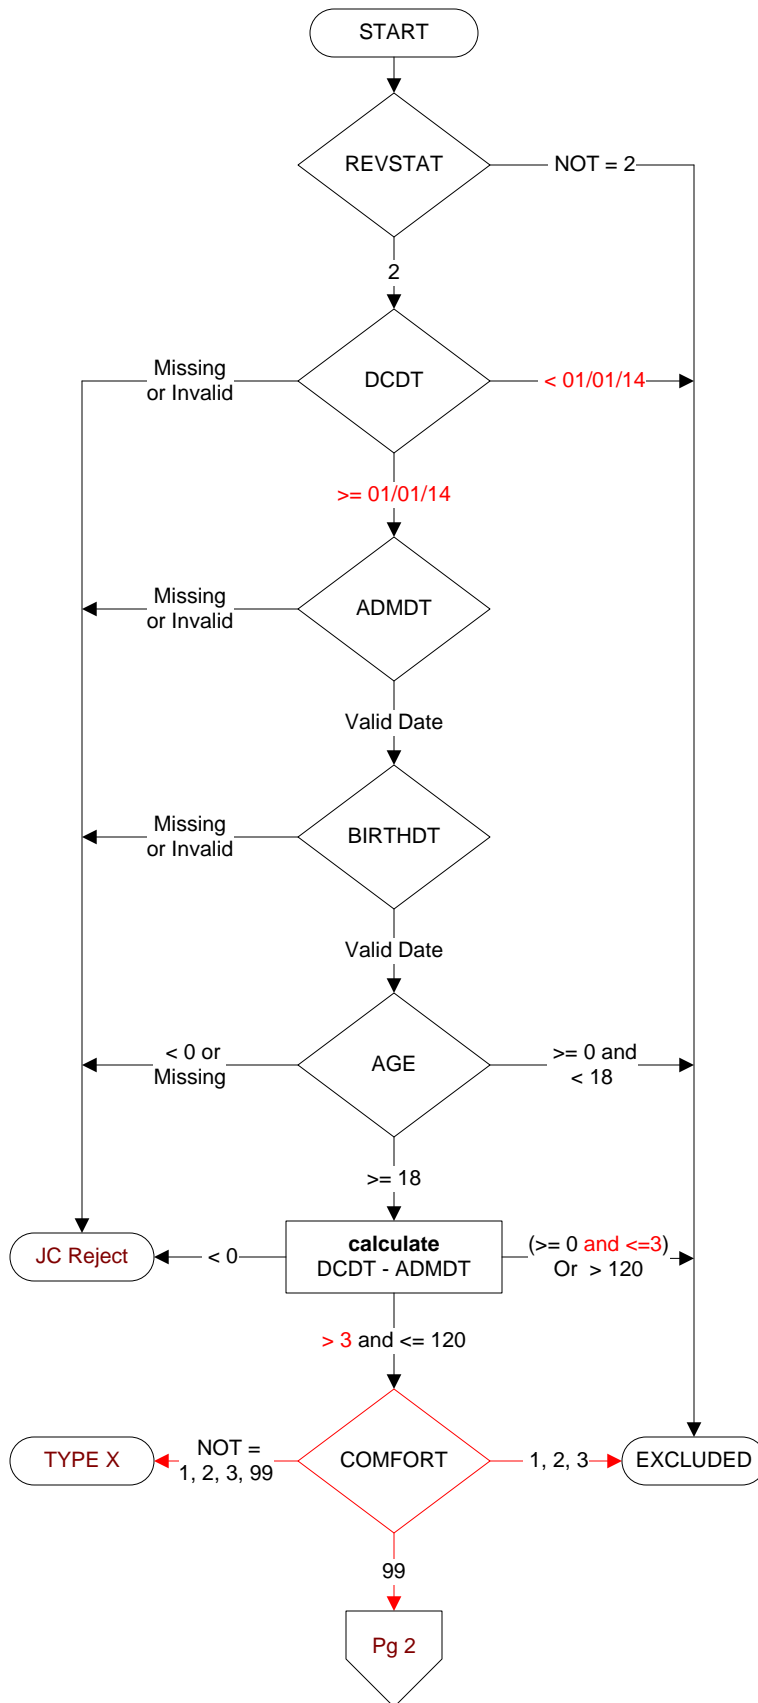 START
REVSTAT
NOT = 2
2
Missing
or Invalid
DCDT
< 01/01/14
>= 01/01/14
Missing
or Invalid
ADMDT
Valid Date
Missing
or Invalid
BIRTHDT
Valid Date
< 0 or
Missing
AGE
>= 0 and
< 18
>= 18
JC Reject
< 0
calculate
DCDT - ADMDT
(>= 0 and <=3)
Or > 120
> 3 and <= 120
TYPE X
NOT =
1, 2, 3, 99
COMFORT
1, 2, 3
EXCLUDED
99
Pg 2